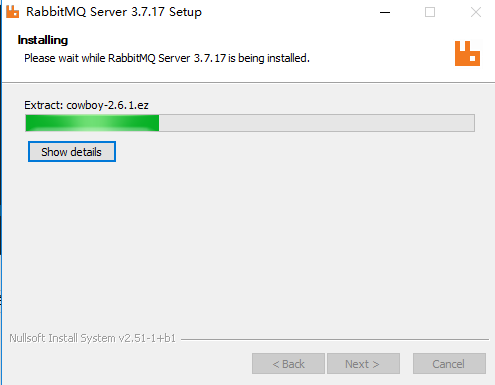 RabbitMQ Server 3.7.17 Setup
Installing
Please wait while RabbitMQ Server 3.7.17 is being installed.
Extract: cowboy-2.6.1.ez
Show details
Nullsoft Install System v2.51-1+b1
< Back
Next >
Cancel